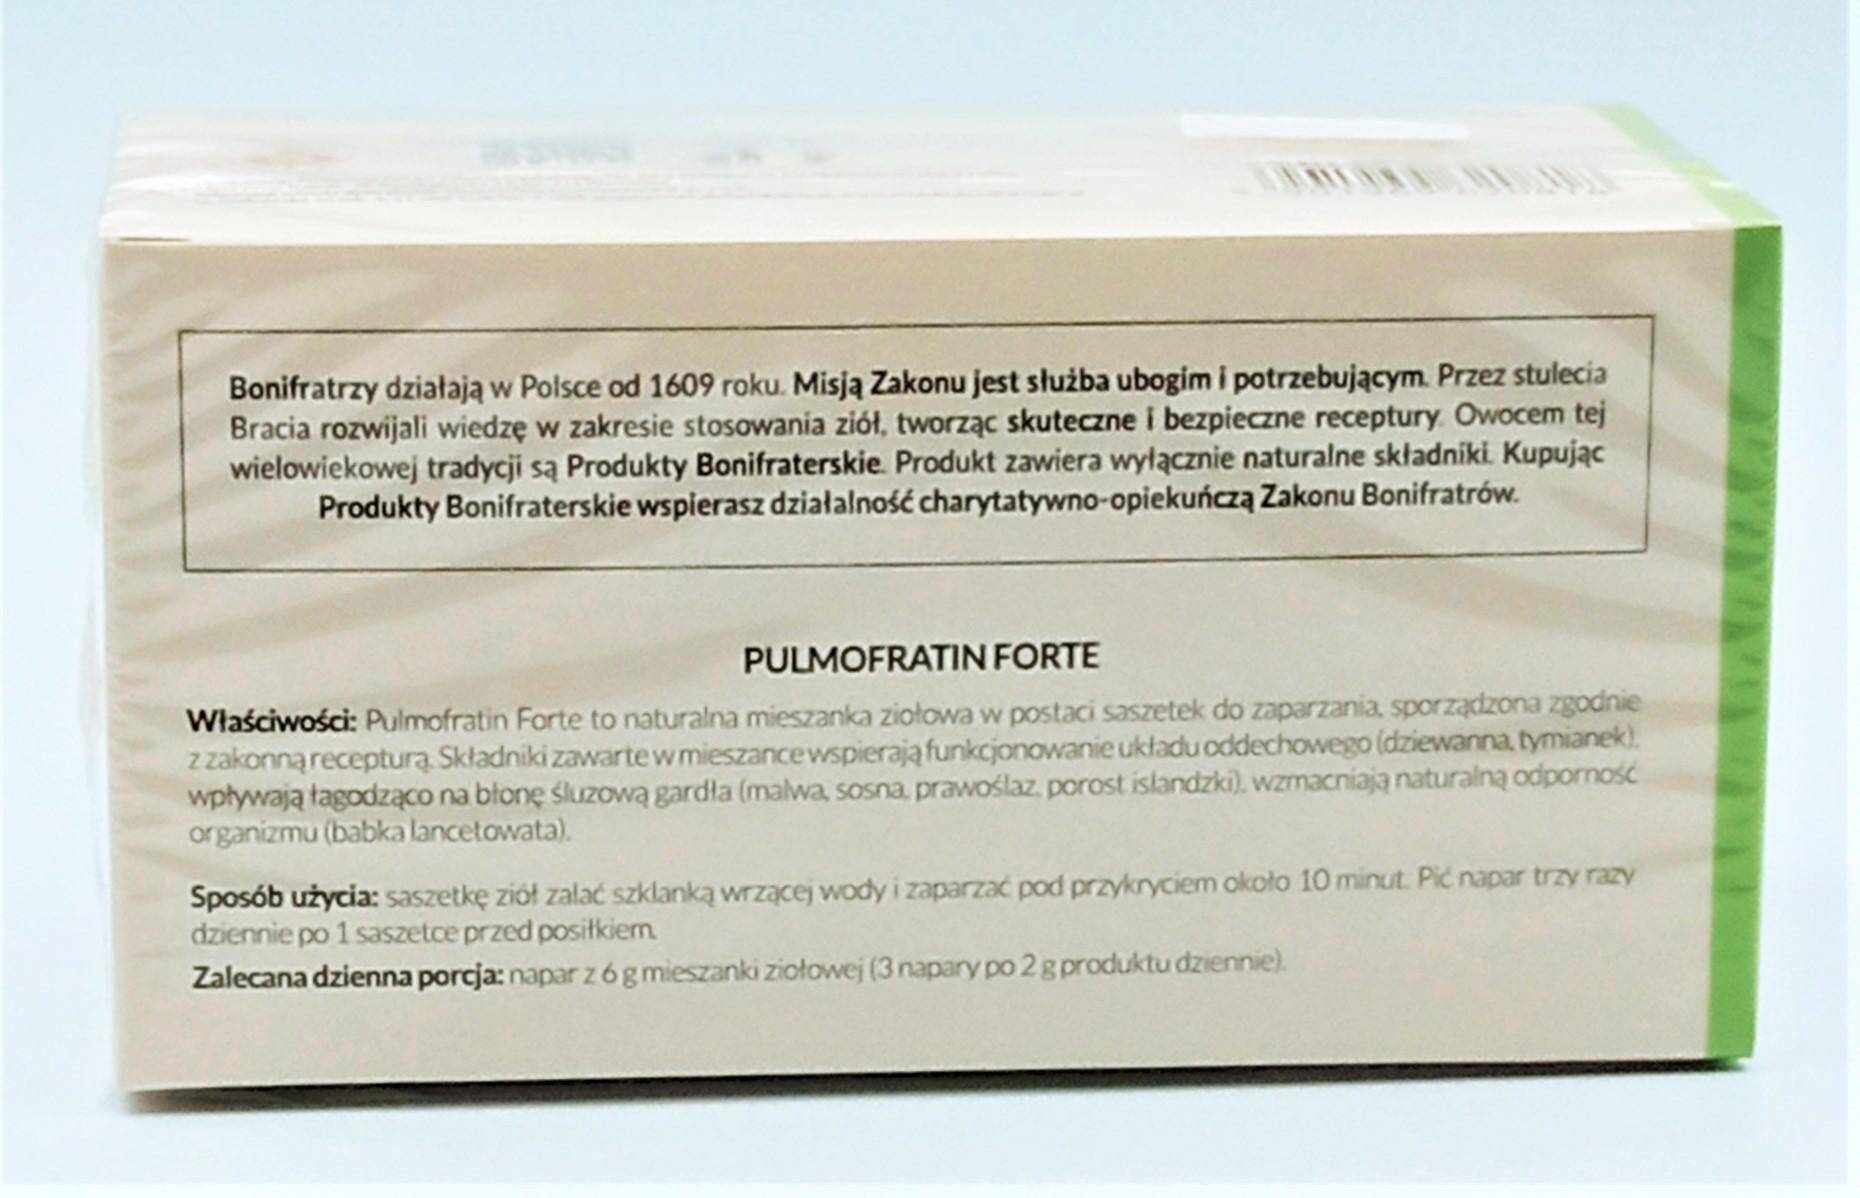 Bonifratrzy działają w Polsce od 1609 roku. Misją Zakonu jest służba ubogim i potrzebującym. Przez stulecia
Bracia rozwijali wiedzę w zakresie stosowania ziół, tworząc skuteczne i bezpieczne receptury. Owocem tej
wielowiekowej tradycji są Produkty Bonifraterskie. Produkt zawiera wyłącznie naturalne składniki. Kupując
Produkty Bonifraterskie wspierasz działalność charytatywno-opiekuńczą Zakonu Bonifratrów.
PULMOFRATIN FORTE
Właściwości: Pulmofratin Forte to naturalna mieszanka ziołowa w postaci saszetek do zaparzania, sporządzona zgodnie
z zakonną recepturą. Składniki zawarte w mieszance wspierają funkcjonowanie układu oddechowego (dziewanna, tymianek),
wpływają łagodząco na błonę śluzową gardła (malwa, sosna, prawoślaz, porost islandzki), wzmacniają naturalną odporność
organizmu (babka lancetowata).
Sposób użycia: saszetkę ziół zalać szklanką wrzącej wody i zaparzać pod przykryciem około 10 minut. Pić napar trzy razy
dziennie po 1 saszetce przed posiłkiem.
Zalecana dzienna porcja: napar z 6 g mieszanki ziołowej (3 napary po 2 g produktu dziennie).